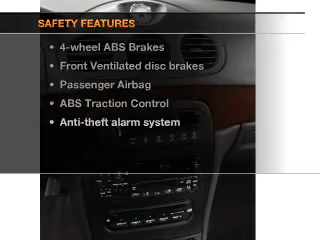 SAFETY FEATURES
• 4-wheel ABS Brakes
• Front Ventilated disc brakes
• Passenger Airbag
• ABS Traction Control
• Anti-theft alarm system